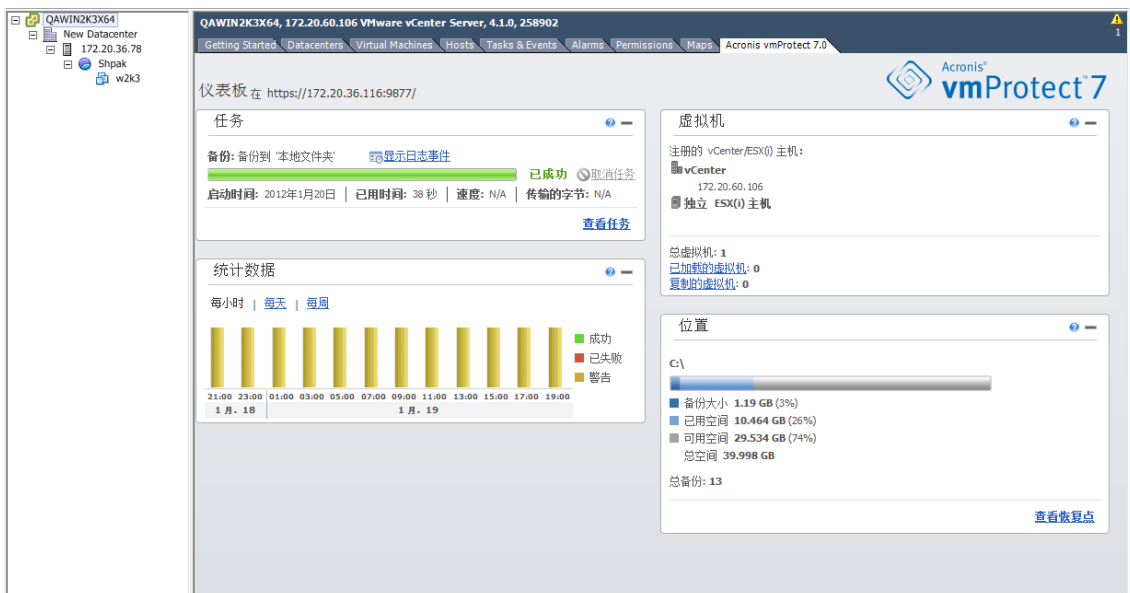 QAWIN2K3X64
New Datacenter
172.20.36.78
Shpak
w2k3
QAWIN2K3X64, 172.20.60.106 VMware vCenter Server, 4.1.0, 258902
1
Getting Started Datacenters Virtual Machines Hosts Tasks & Events Alarms Permissions Maps Acronis vmProtect 7.0
仪表板 在 https://172.20.36.116:9877/
Acronis®
vmProtect™7
任务
备份: 备份到 '本地文件夹' 显示日志事件
已成功 取消任务
启动时间: 2012年1月20日 | 已用时间: 38 秒 | 速度: N/A | 传输的字节: N/A
查看任务
统计数据
每小时 | 每天 | 每周
成功
已失败
警告
21:00 23:00 01:00 03:00 05:00 07:00 09:00 11:00 13:00 15:00 17:00 19:00
1 月. 18 1 月. 19
虚拟机
注册的 vCenter/ESX(i) 主机:
vCenter
172.20.60.106
独立 ESX(i) 主机
总虚拟机: 1
已加载的虚拟机: 0
复制的虚拟机: 0
位置
C:\
备份大小 1.19 GB (3%)
已用空间 10.464 GB (26%)
可用空间 29.534 GB (74%)
总空间 39.998 GB
总备份: 13
查看恢复点